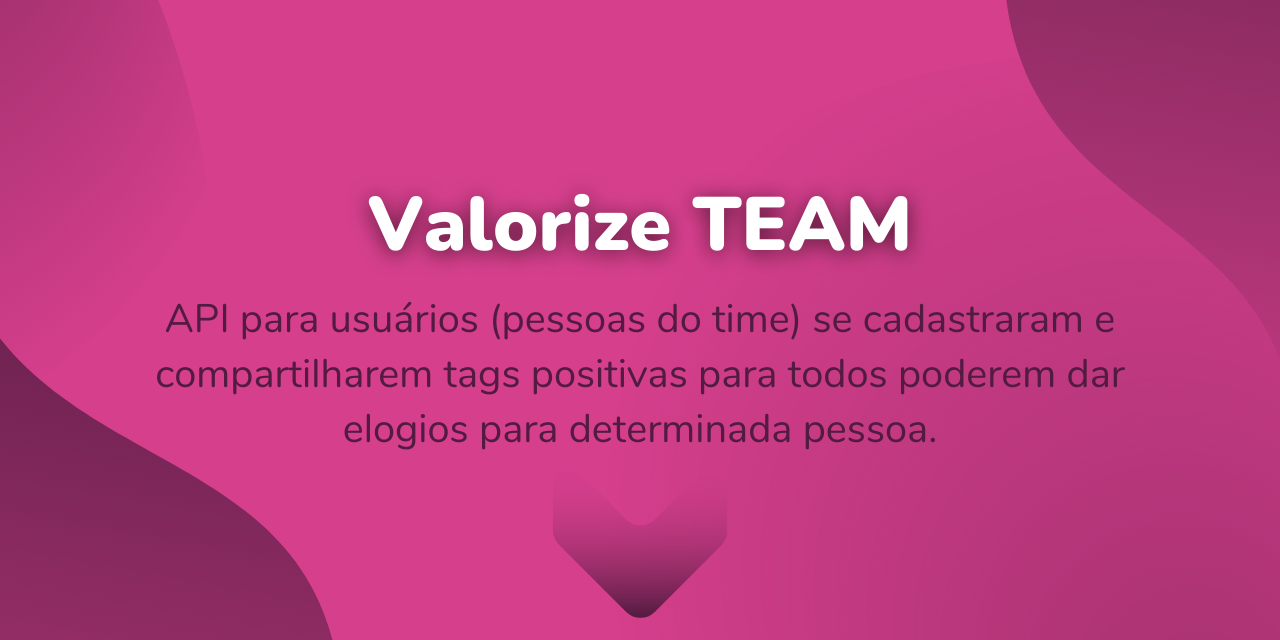 Valorize TEAM
API para usuários (pessoas do time) se cadastraram e
compartilharem tags positivas para todos poderem dar
elogios para determinada pessoa.